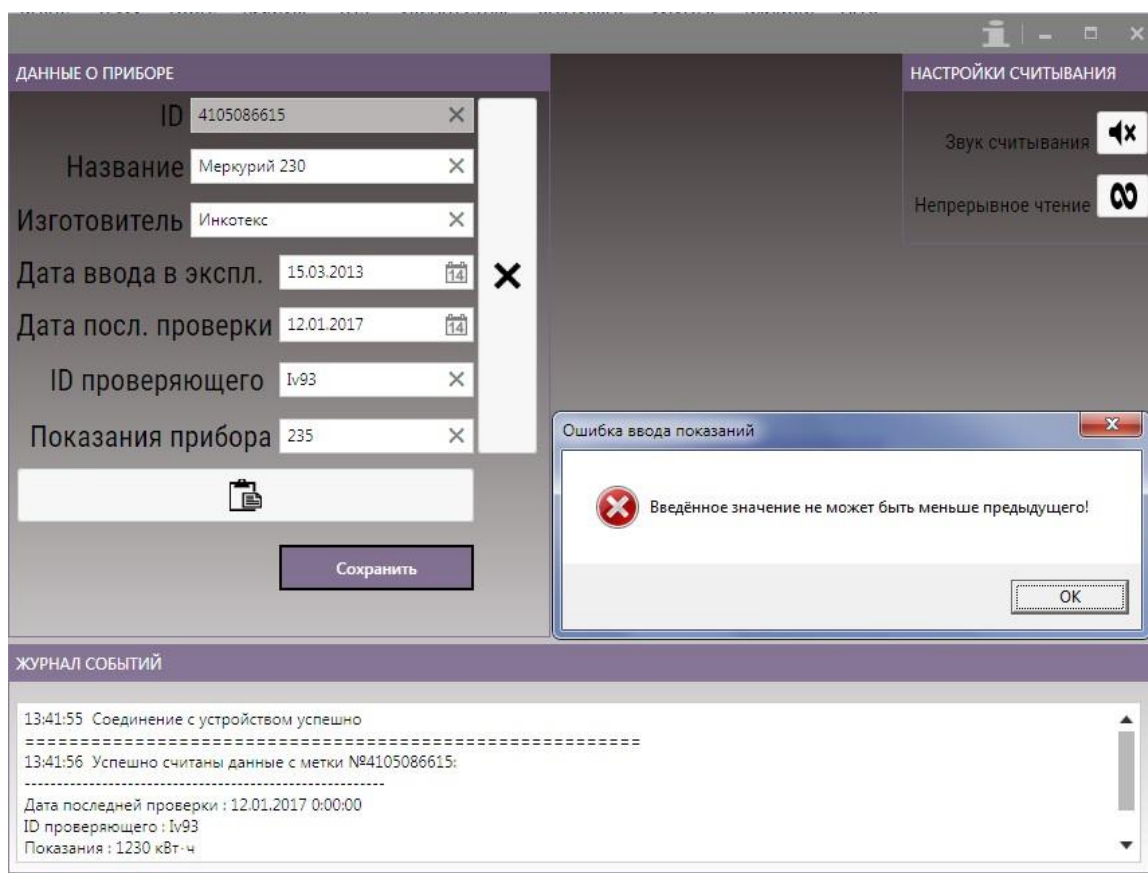 ДАННЫЕ О ПРИБОРЕ
ID 4105086615
Название Меркурий 230
Изготовитель Инкотекс
Дата ввода в экспл. 15.03.2013 14
Дата посл. проверки 12.01.2017 14
ID проверяющего Iv93
Показания прибора 235
Сохранить
НАСТРОЙКИ СЧИТЫВАНИЯ
Звук считывания
Непрерывное чтение
Ошибка ввода показаний
Введённое значение не может быть меньше предыдущего!
OK
ЖУРНАЛ СОБЫТИЙ
13:41:55 Соединение с устройством успешно
========================================================
13:41:56 Успешно считаны данные с метки №4105086615:
--------------------------------------------------------
Дата последней проверки : 12.01.2017 0:00:00
ID проверяющего : Iv93
Показания : 1230 кВт·ч